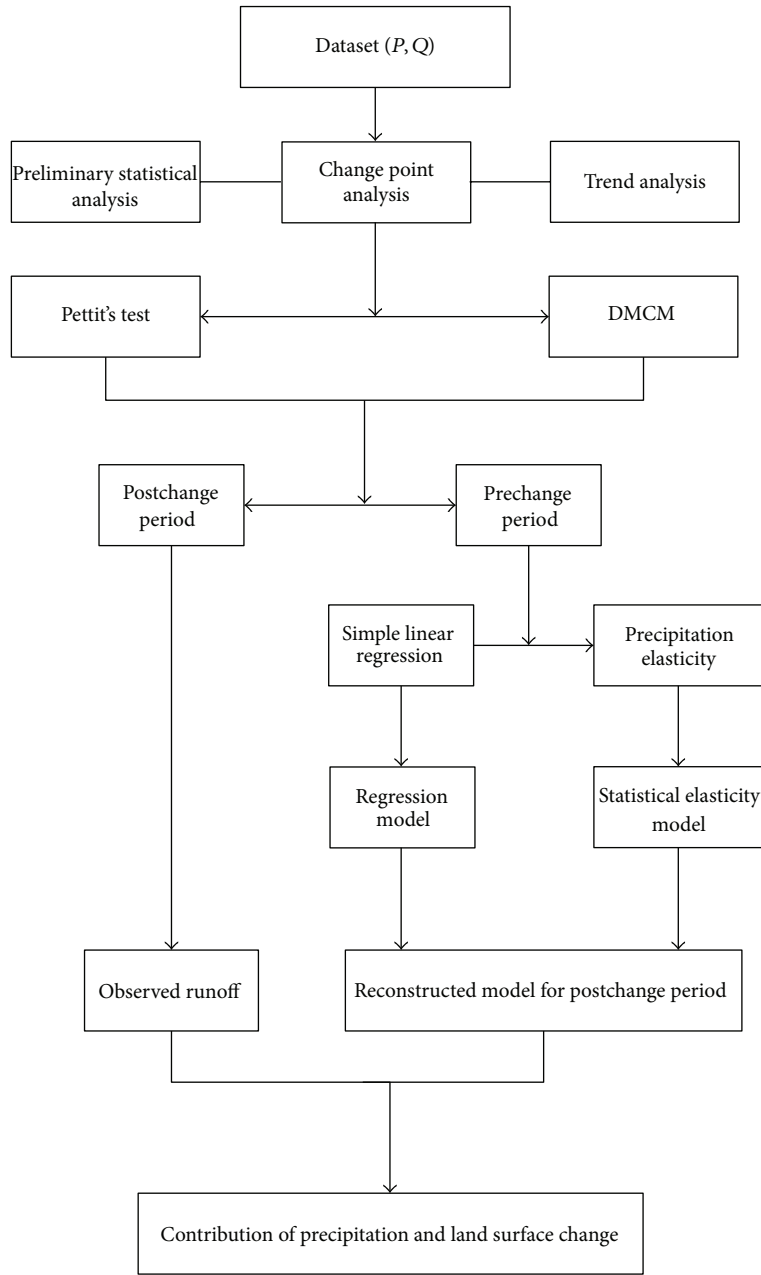 Dataset (P, Q)
Preliminary statistical
analysis
Change point
analysis
Trend analysis
Pettit's test
DMCM
Postchange
period
Prechange
period
Simple linear
regression
Precipitation
elasticity
Regression
model
Statistical elasticity
model
Observed runoff
Reconstructed model for postchange period
Contribution of precipitation and land surface change